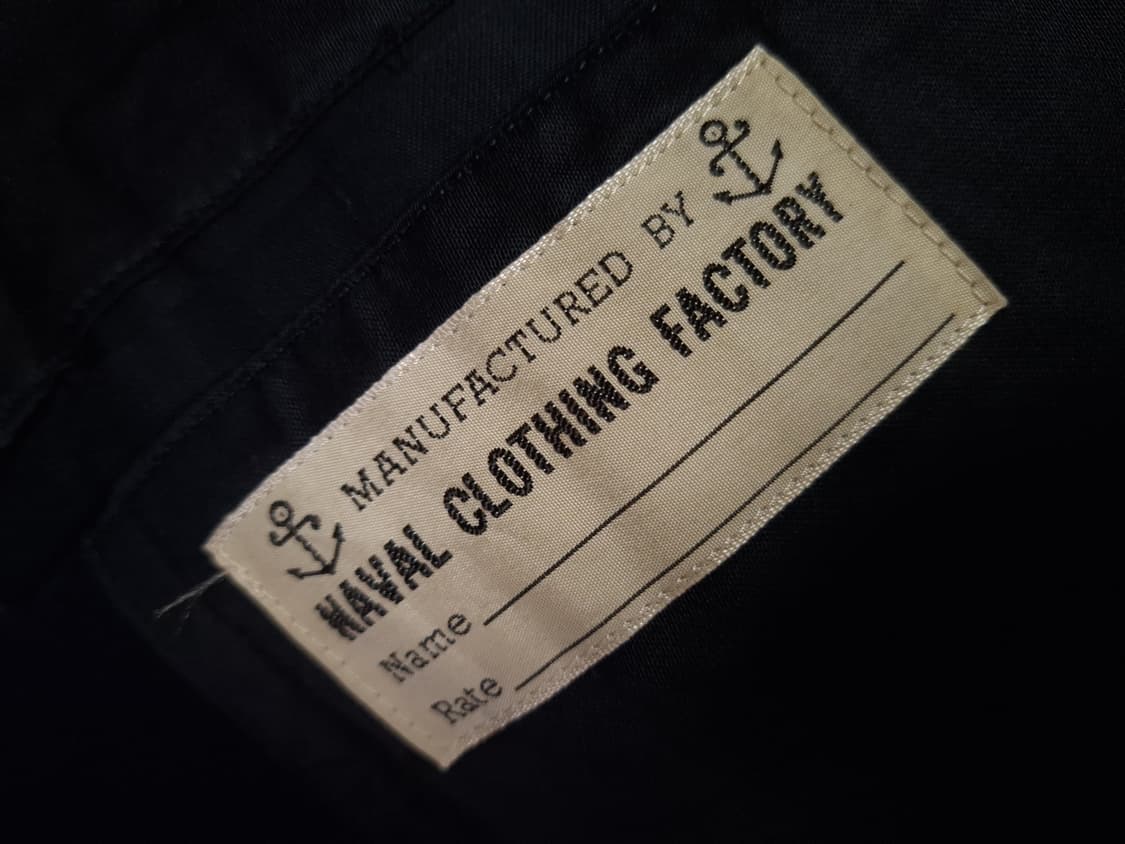 MANUFACTURED BY
NAVAL CLOTHING FACTORY
Name
Rate